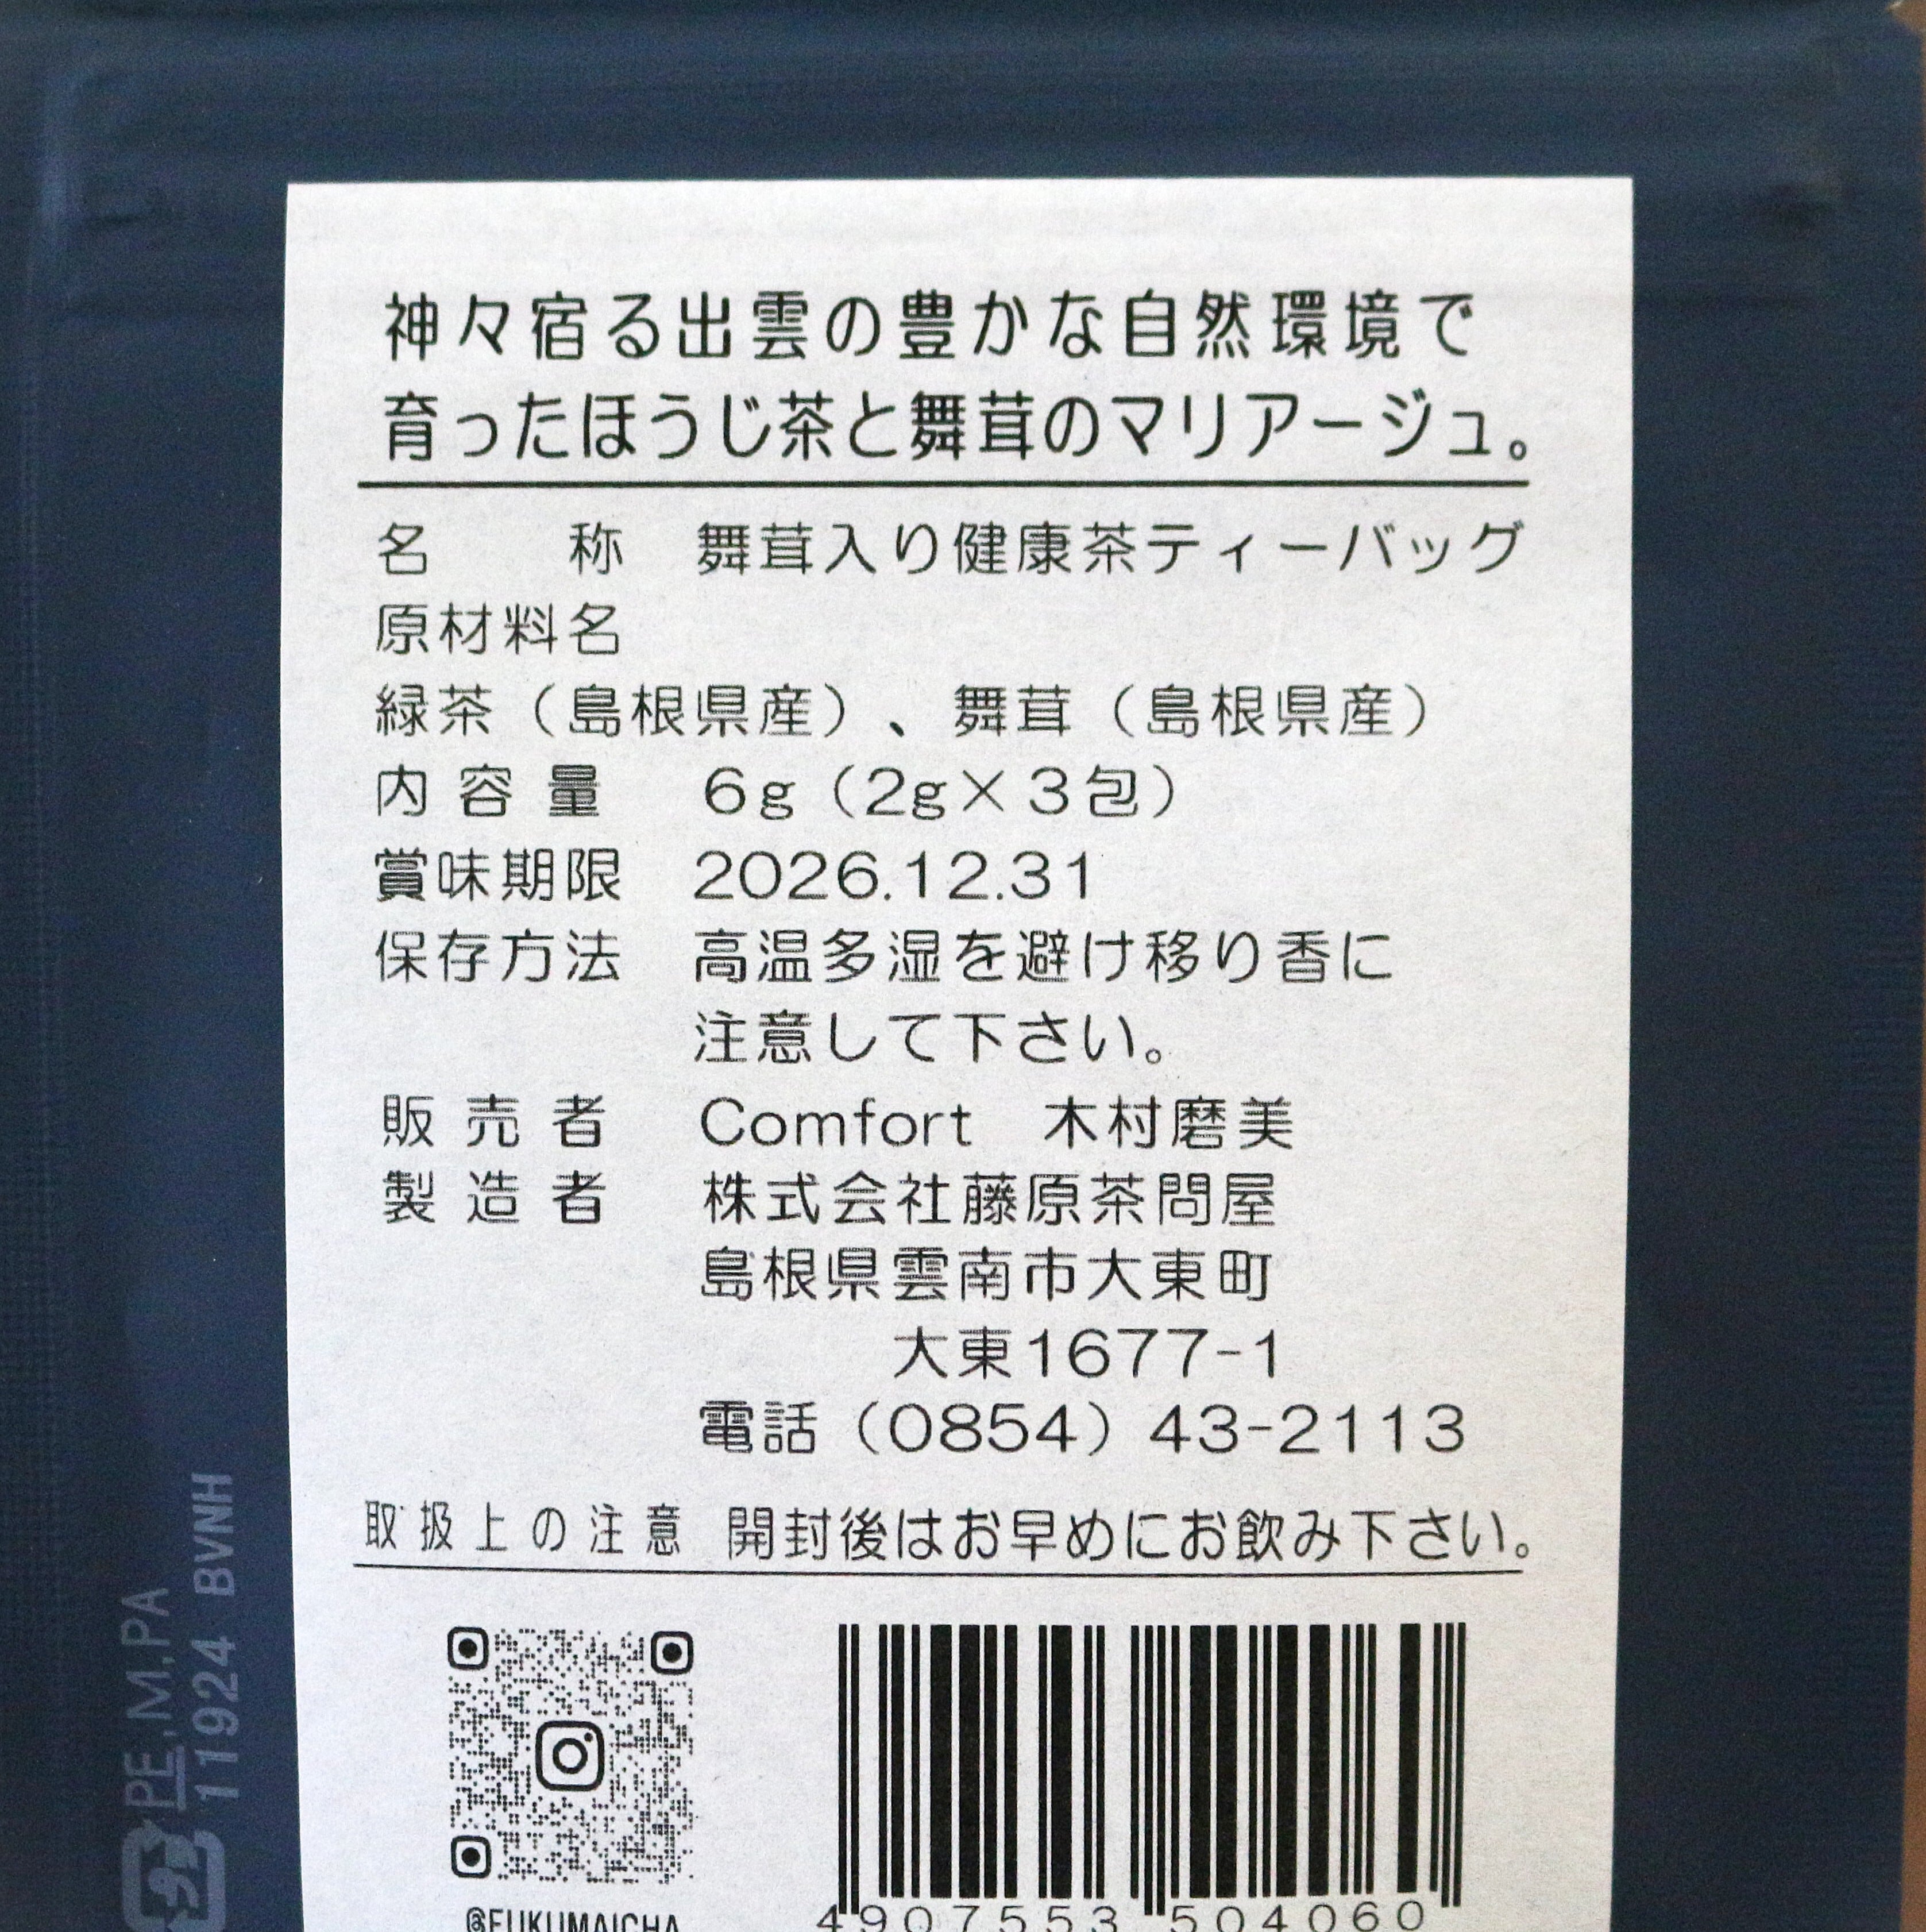 神々宿る出雲の豊かな自然環境で
育ったほうじ茶と舞茸のマリアージュ。
名　　称　舞茸入り健康茶ティーバッグ
原材料名
緑茶（島根県産）、舞茸（島根県産）
内容量　6g（2g×3包）
賞味期限　2026.12.31
保存方法　高温多湿を避け移り香に
注意して下さい。
販売者　Comfort　木村磨美
製造者　株式会社藤原茶問屋
島根県雲南市大東町
大東1677-1
電話（0854）43-2113
取扱上の注意　開封後はお早めにお飲み下さい。
@FUKUMAICHA
4907553504060
プラ
PE,M,PA
11924 BVNH